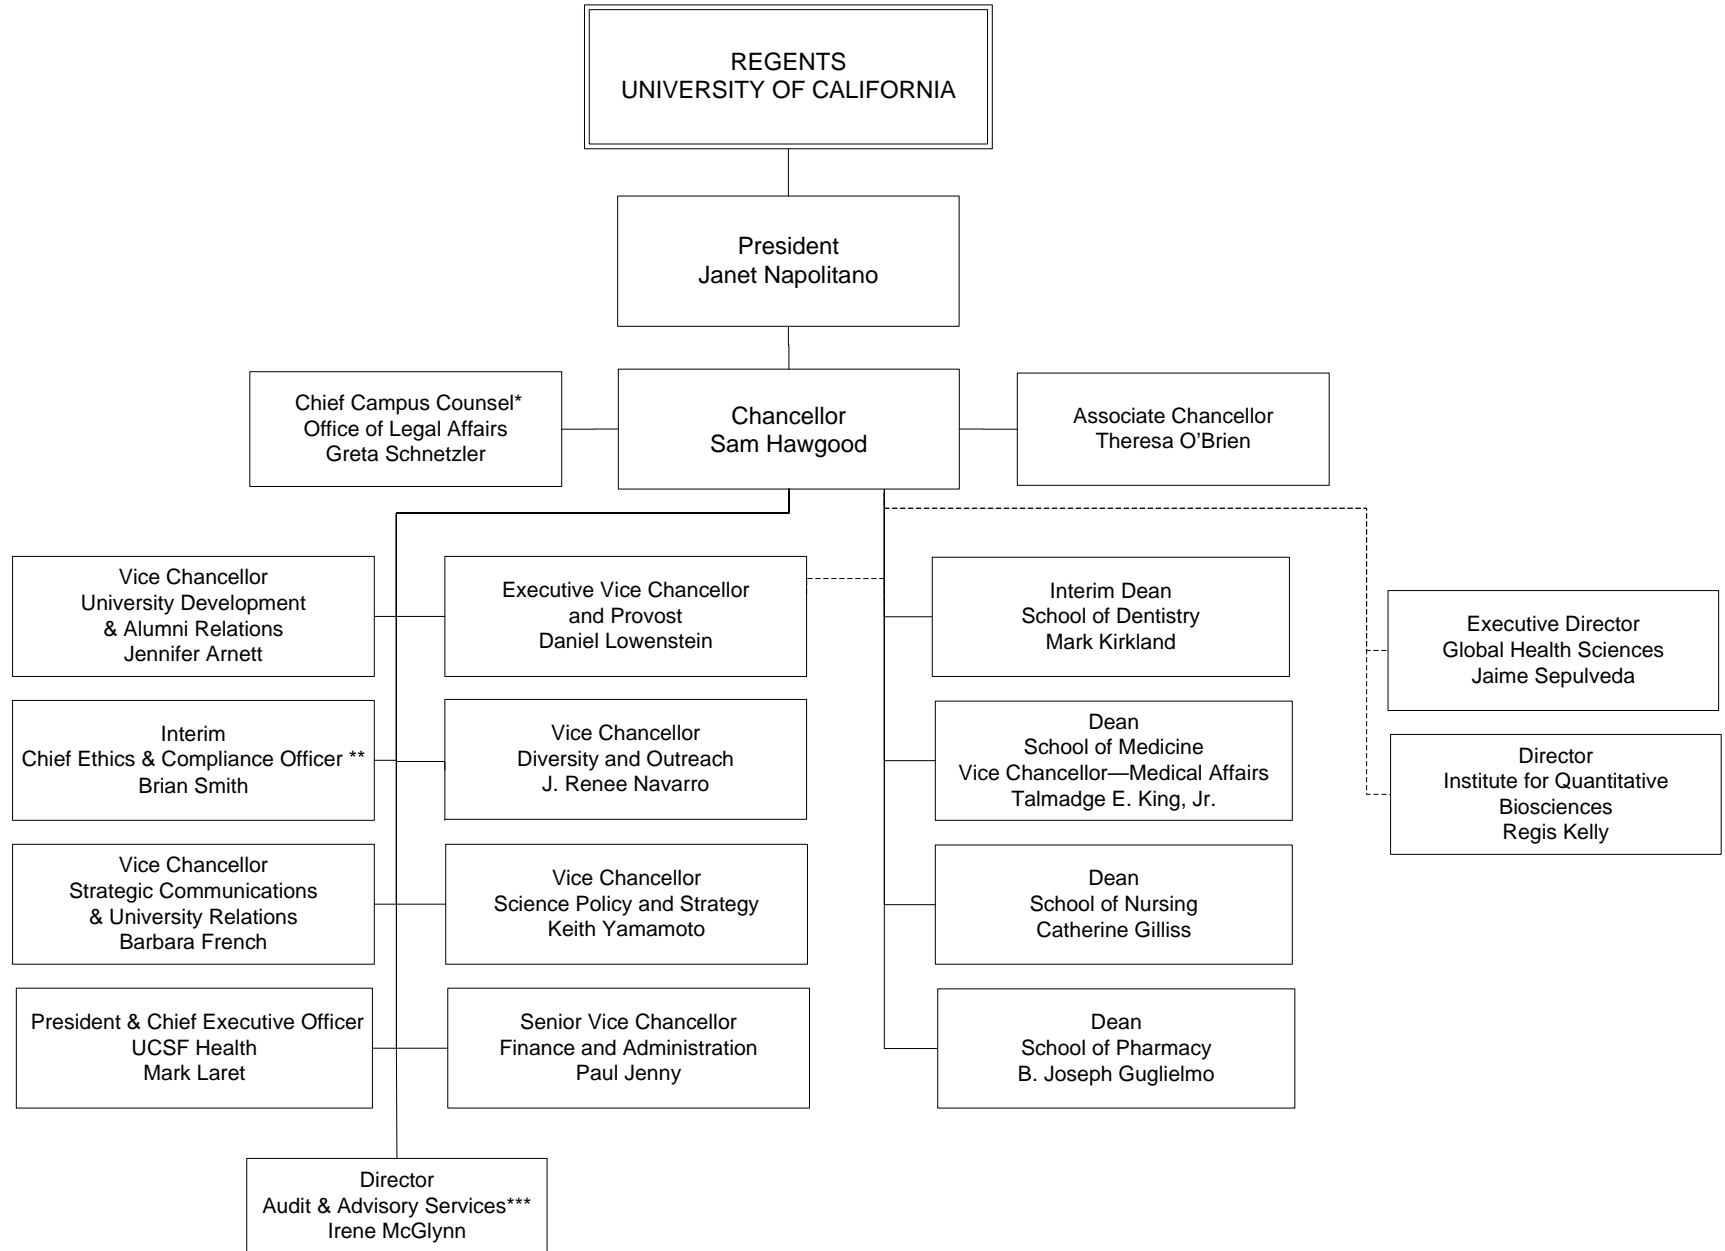 REGENTS
UNIVERSITY OF CALIFORNIA
President
Janet Napolitano
Chief Campus Counsel*
Office of Legal Affairs
Greta Schnetzler
Chancellor
Sam Hawgood
Associate Chancellor
Theresa O’Brien
Vice Chancellor
University Development
& Alumni Relations
Jennifer Arnett
Executive Vice Chancellor
and Provost
Daniel Lowenstein
Interim Dean
School of Dentistry
Mark Kirkland
Executive Director
Global Health Sciences
Jaime Sepulveda
Interim
Chief Ethics & Compliance Officer **
Brian Smith
Vice Chancellor
Diversity and Outreach
J. Renee Navarro
Dean
School of Medicine
Vice Chancellor—Medical Affairs
Talmadge E. King, Jr.
Director
Institute for Quantitative
Biosciences
Regis Kelly
Vice Chancellor
Strategic Communications
& University Relations
Barbara French
Vice Chancellor
Science Policy and Strategy
Keith Yamamoto
Dean
School of Nursing
Catherine Gilliss
President & Chief Executive Officer
UCSF Health
Mark Laret
Senior Vice Chancellor
Finance and Administration
Paul Jenny
Dean
School of Pharmacy
B. Joseph Guglielmo
Director
Audit & Advisory Services***
Irene McGlynn